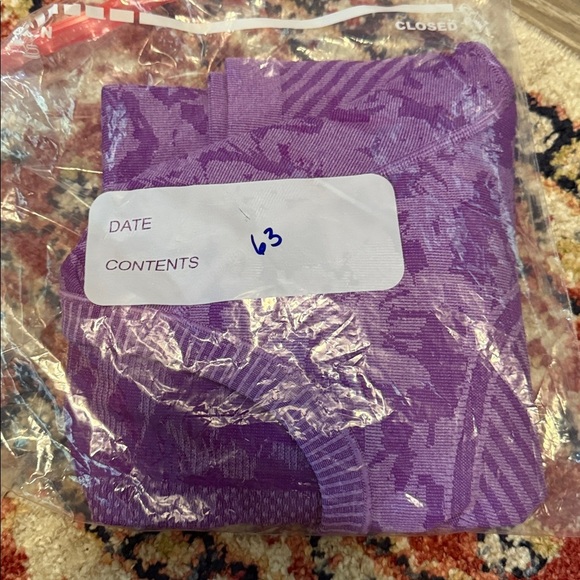 CLOSED
DATE
63
CONTENTS